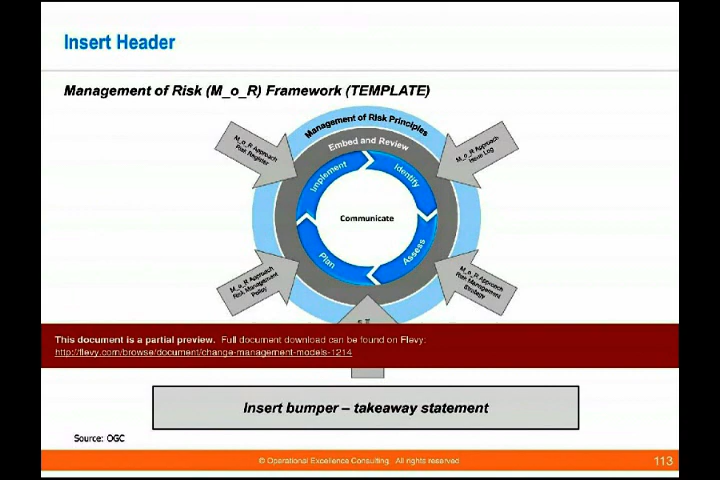 Insert Header
Management of Risk (M_o_R) Framework (TEMPLATE)
Management of Risk Principles
Embed and Review
Implement
Identify
Communicate
Plan
Assess
M_o_R Approach
Risk Register
M_o_R Approach
Issue Log
M_o_R Approach
Risk Management
Policy
M_o_R Approach
Risk Management
Strategy
This document is a partial preview. Full document download can be found on Flevy:
http://flevy.com/browse/document/change-management-models-1214
Insert bumper – takeaway statement
Source: OGC
© Operational Excellence Consulting. All rights reserved.
113